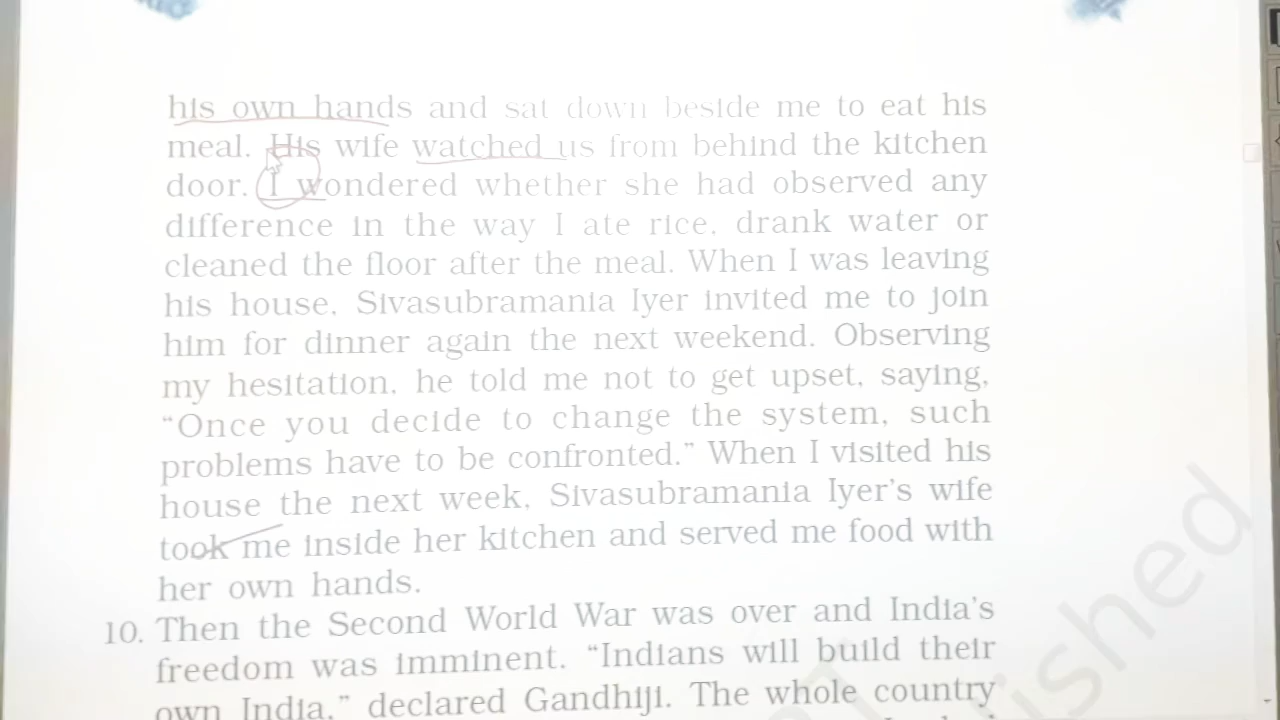 his own hands and sat down beside me to eat his
meal. His wife watched us from behind the kitchen
door. I wondered whether she had observed any
difference in the way I ate rice, drank water or
cleaned the floor after the meal. When I was leaving
his house, Sivasubramania Iyer invited me to join
him for dinner again the next weekend. Observing
my hesitation, he told me not to get upset, saying,
“Once you decide to change the system, such
problems have to be confronted.” When I visited his
house the next week, Sivasubramania Iyer’s wife
took me inside her kitchen and served me food with
her own hands.
10. Then the Second World War was over and India’s
freedom was imminent. “Indians will build their
own India,” declared Gandhiji. The whole country